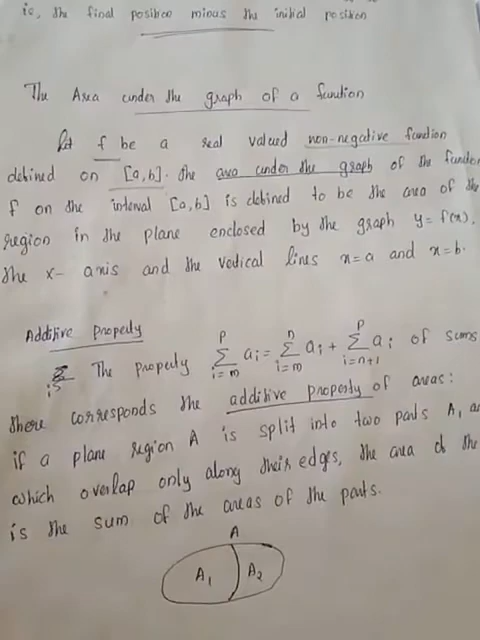 is, the final position minus the initial position
The Area under the graph of a function
Let f be a real valued non-negative function
defined on [a,b]. The area under the graph of the function
f on the interval [a,b] is defined to be the area of the
region in the plane enclosed by the graph y = f(x),
the x- axis and the vertical lines x=a and x=b.
Additive Property
The property \sum_{i=m}^{p} a_i = \sum_{i=m}^{n} a_i + \sum_{i=n+1}^{p} a_i of sums
there corresponds the additive property of areas:
if a plane region A is split into two parts A₁
which overlap only along their edges, the area of the
is the sum of the areas of the parts.
A
A₁ A₂